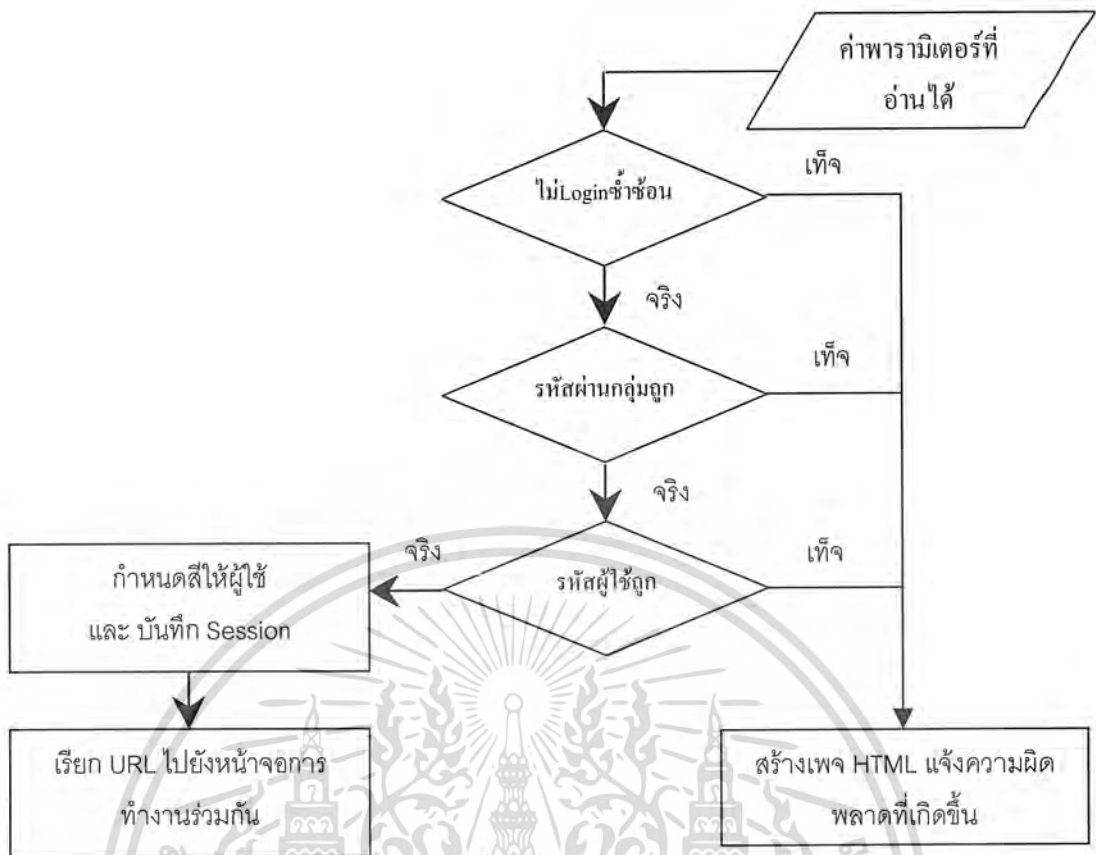 ค่าพารามิเตอร์ที่
อ่านได้
เท็จ
ไม่Loginซ้ำซ้อน
จริง
เท็จ
รหัสผ่านกลุ่มถูก
จริง
จริง
เท็จ
รหัสผู้ใช้ถูก
กำหนดสีให้ผู้ใช้
และ บันทึก Session
เรียก URL ไปยังหน้าจอการ
ทำงานร่วมกัน
สร้างเพจ HTML แจ้งความผิด
พลาดที่เกิดขึ้น